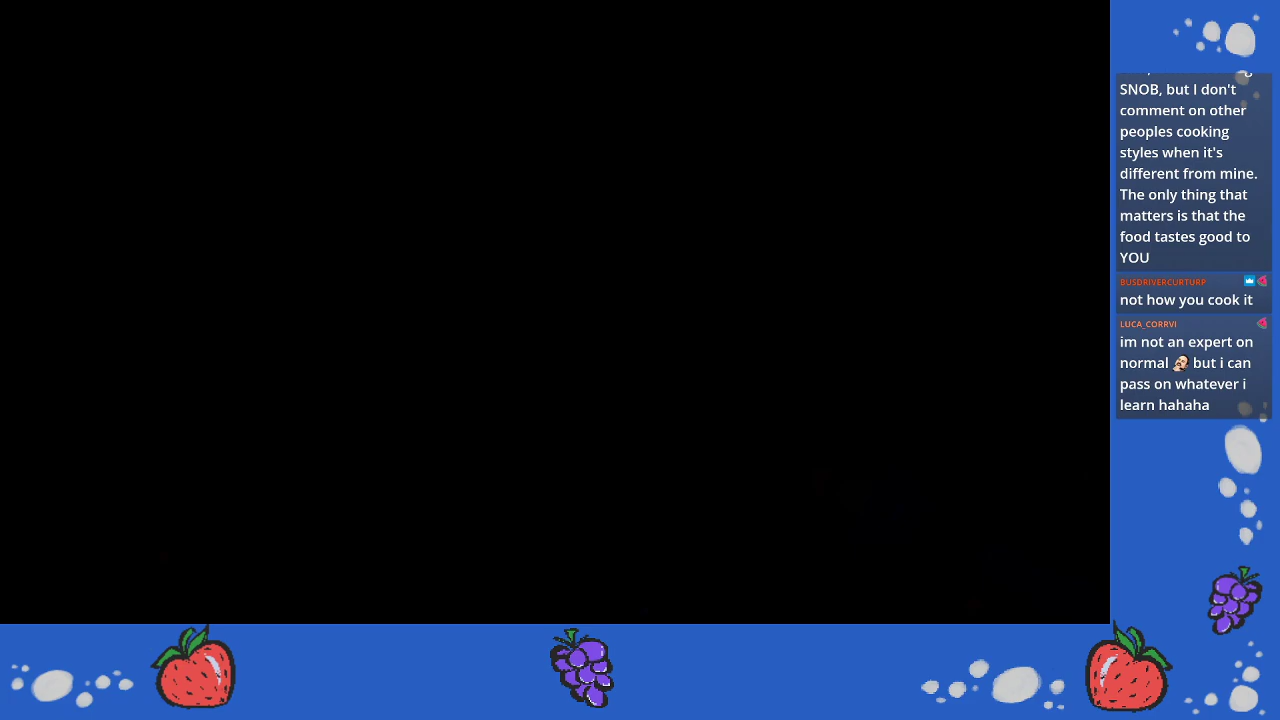 SNOB, but I don't
comment on other
peoples cooking
styles when it's
different from mine.
The only thing that
matters is that the
food tastes good to
YOU
BUSDRIVERCURTURP
not how you cook it
LUCA_CORRVI
im not an expert on
normal but i can
pass on whatever i
learn hahaha